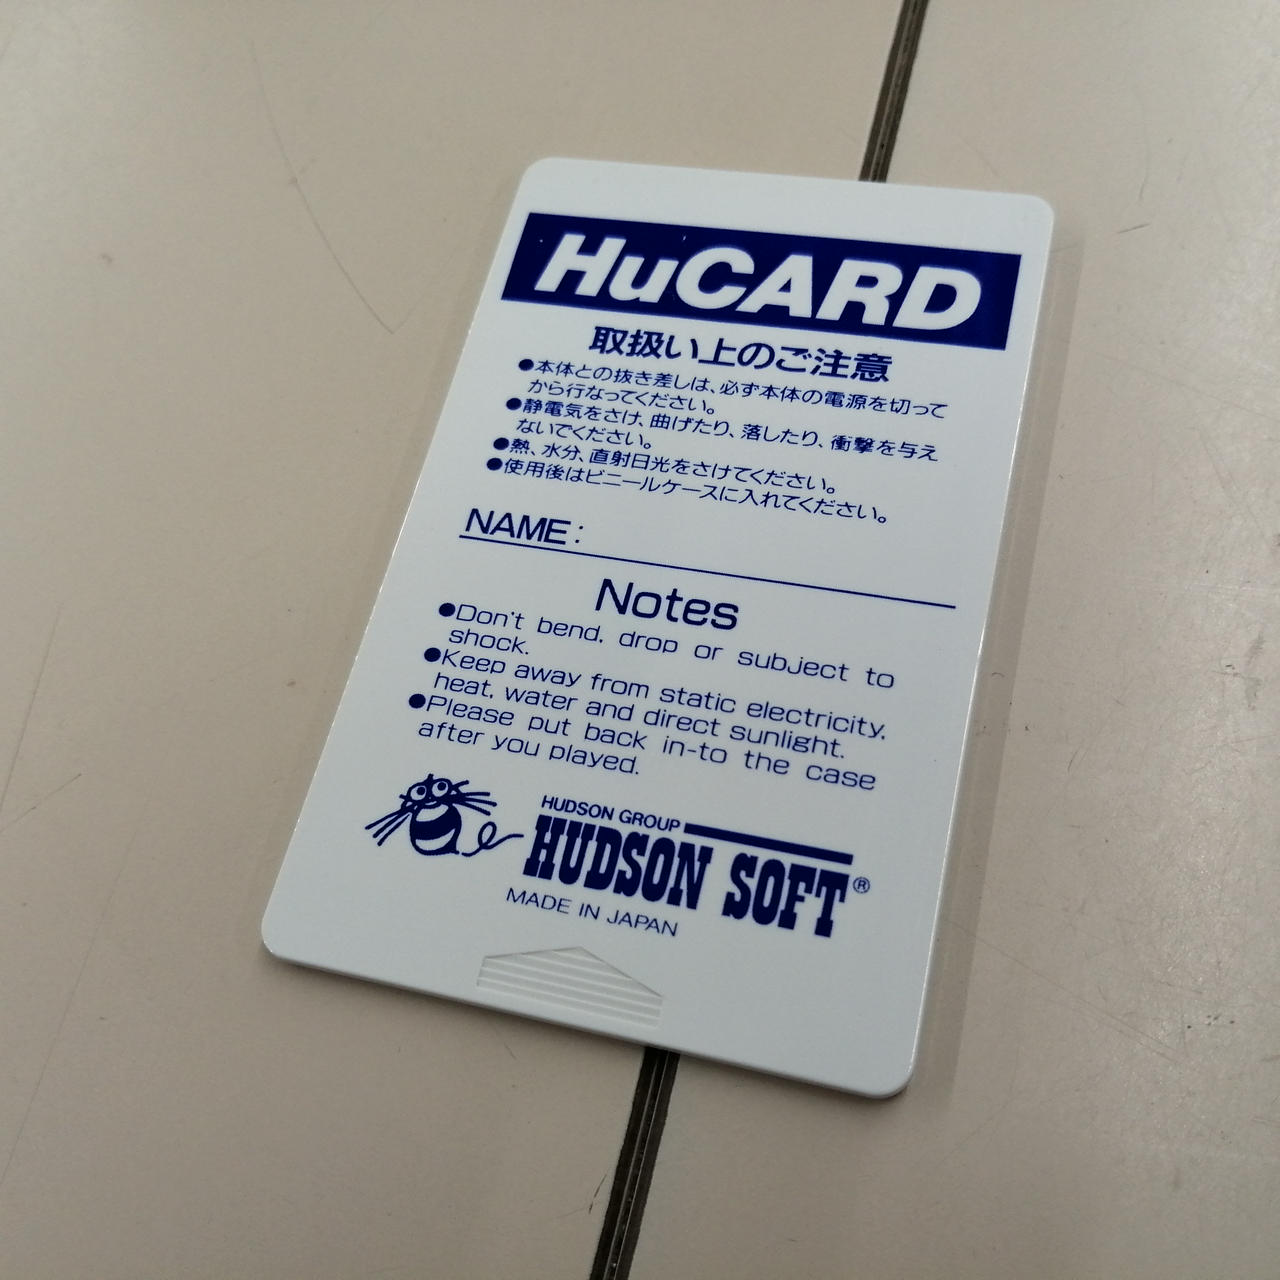 HuCARD
取扱い上のご注意
●本体との抜き差しは、必ず本体の電源を切って
から行なってください。
●静電気をさけ、曲げたり、落したり、衝撃を与え
ないでください。
●熱、水分、直射日光をさけてください。
●使用後はビニールケースに入れてください。
NAME:
Notes
●Don't bend, drop or subject to
shock.
●Keep away from static electricity,
heat, water and direct sunlight.
●Please put back in-to the case
after you played.
HUDSON GROUP
HUDSON SOFT®
MADE IN JAPAN